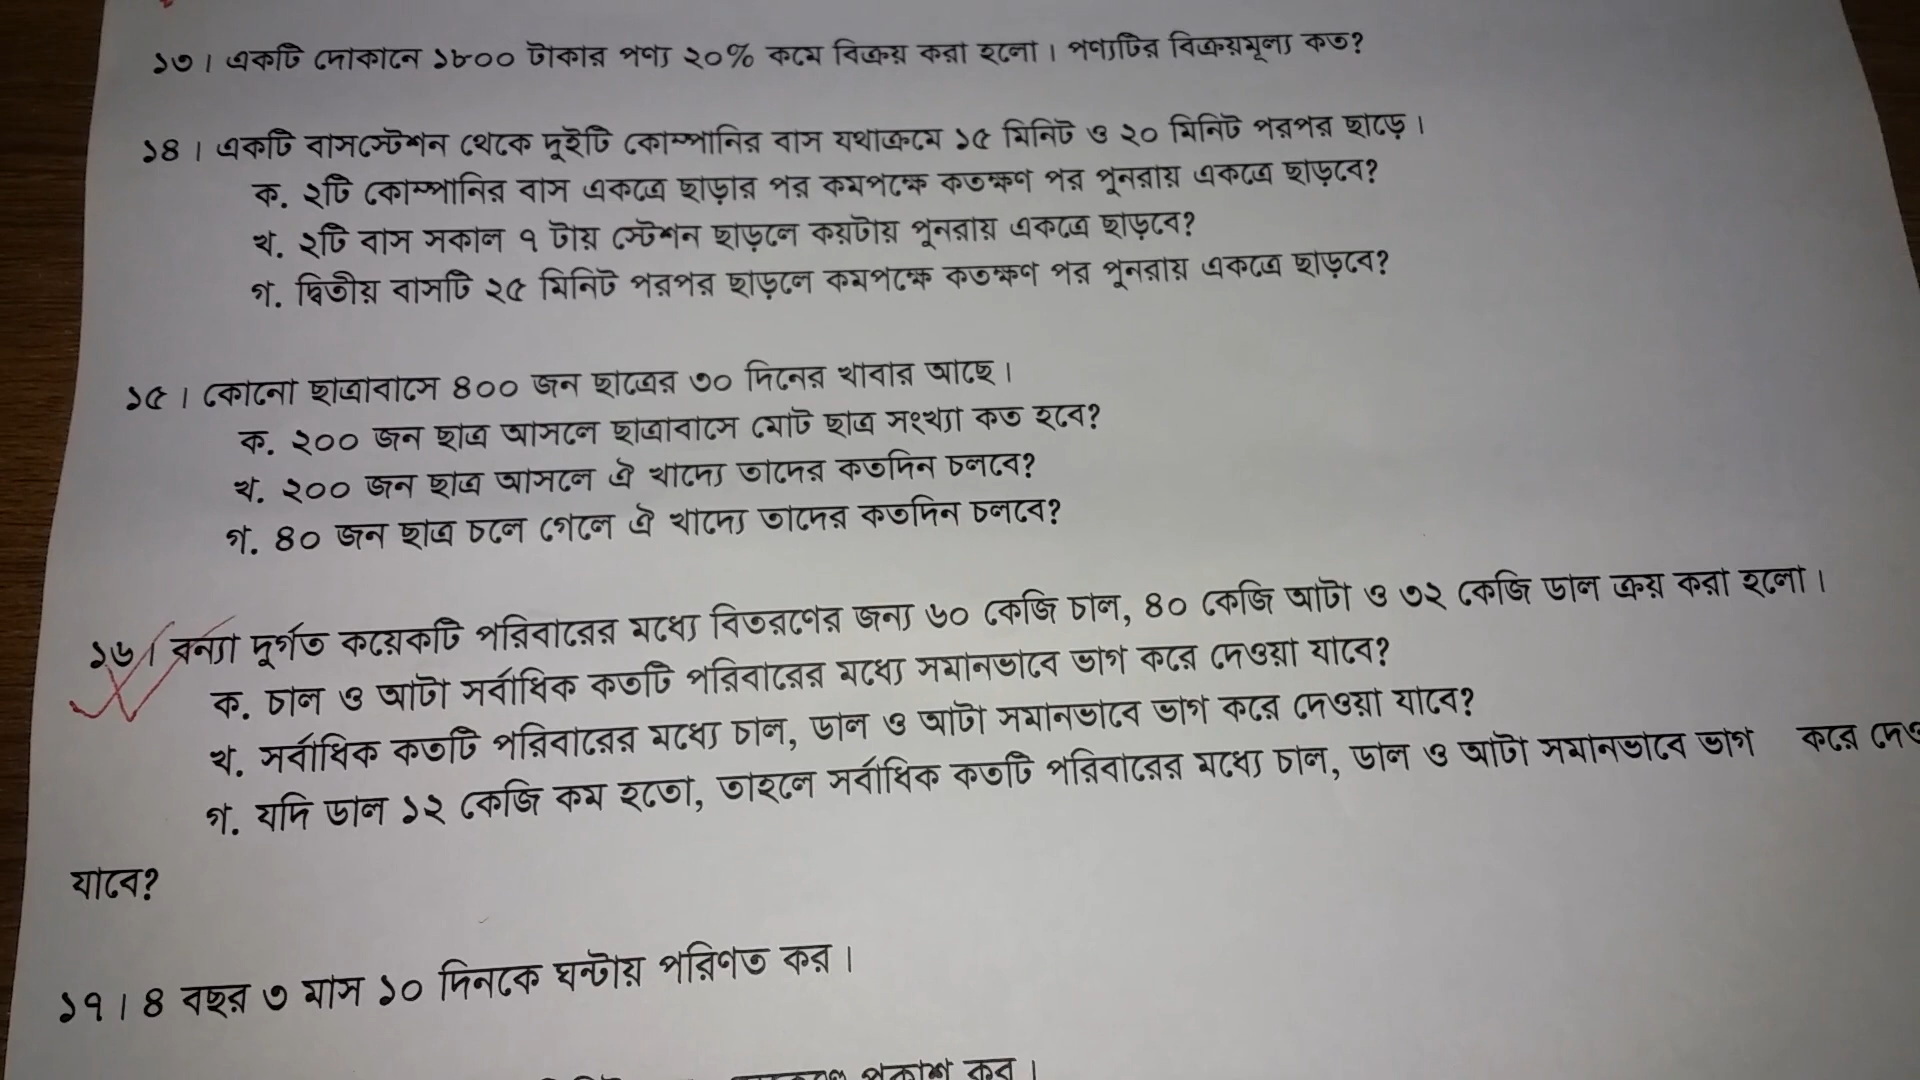 ১৩। একটি দোকানে ১৮০০ টাকার পণ্য ২০% কমে বিক্রয় করা হলো। পণ্যটির বিক্রয়মূল্য কত?
১৪। একটি বাসস্টেশন থেকে দুইটি কোম্পানির বাস যথাক্রমে ১৫ মিনিট ও ২০ মিনিট পরপর ছাড়ে।
ক. ২টি কোম্পানির বাস একত্রে ছাড়ার পর কমপক্ষে কতক্ষণ পর পূনরায় একত্রে ছাড়বে?
খ. ২টি বাস সকাল ৭ টায় স্টেশন ছাড়লে কয়টায় পূনরায় একত্রে ছাড়বে?
গ. দ্বিতীয় বাসটি ২৫ মিনিট পরপর ছাড়লে কমপক্ষে কতক্ষণ পর পূনরায় একত্রে ছাড়বে?
১৫। কোনো ছাত্রাবাসে ৪০০ জন ছাত্রের ৩০ দিনের খাবার আছে।
ক. ২০০ জন ছাত্র আসলে ছাত্রাবাসে মোট ছাত্র সংখ্যা কত হবে?
খ. ২০০ জন ছাত্র আসলে ঐ খাদ্যে তাদের কতদিন চলবে?
গ. ৪০ জন ছাত্র চলে গেলে ঐ খাদ্যে তাদের কতদিন চলবে?
১৬। বন্যা দূর্গত কয়েকটি পরিবারের মধ্যে বিতরণের জন্য ৬০ কেজি চাল, ৪০ কেজি আটা ও ৩২ কেজি ডাল ক্রয় করা হলো।
ক. চাল ও আটা সর্বাধিক কতটি পরিবারের মধ্যে সমানভাবে ভাগ করে দেওয়া যাবে?
খ. সর্বাধিক কতটি পরিবারের মধ্যে চাল, ডাল ও আটা সমানভাবে ভাগ করে দেওয়া যাবে?
গ. যদি ডাল ১২ কেজি কম হতো, তাহলে সর্বাধিক কতটি পরিবারের মধ্যে চাল, ডাল ও আটা সমানভাবে ভাগ করে
যাবে?
১৭। ৪ বছর ৩ মাস ১০ দিনকে ঘন্টায় পরিণত কর।
প্রকাশ কর।